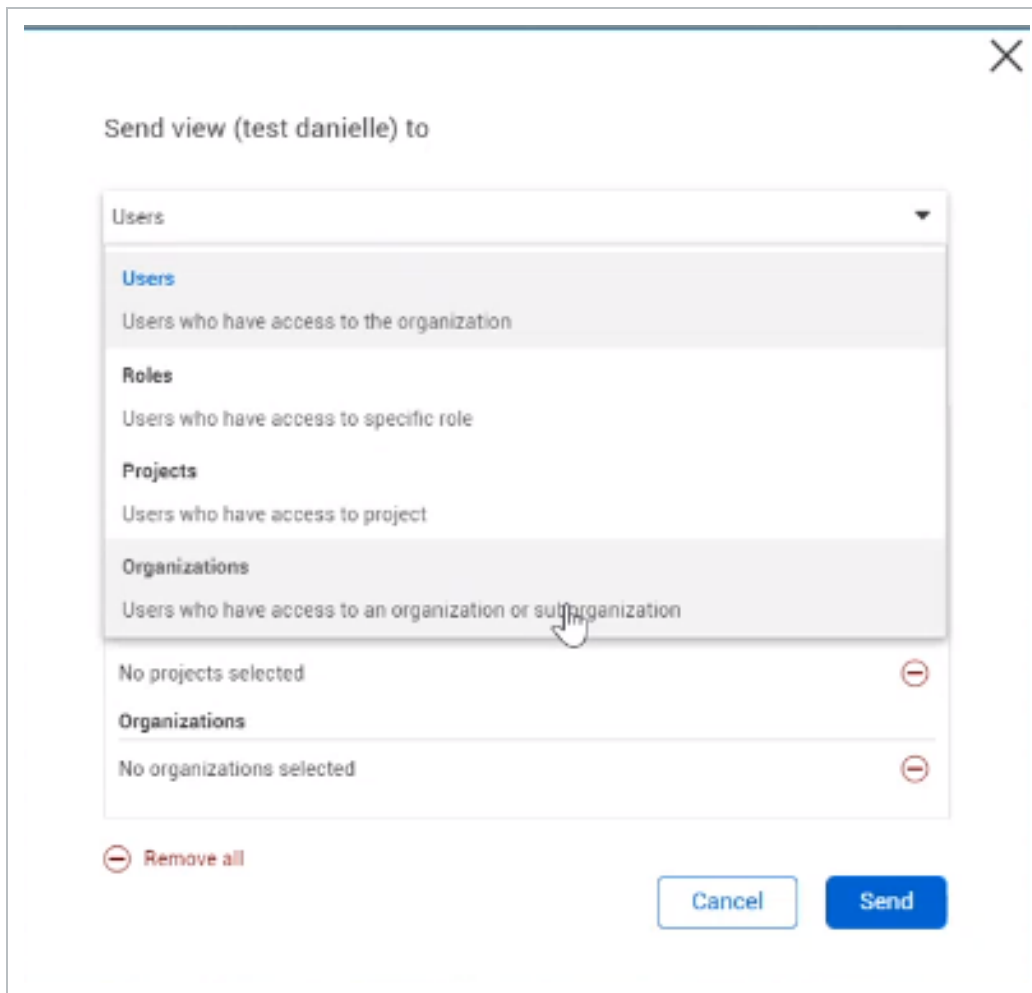 Send view (test danielle) to
Users
Users
Users who have access to the organization
Roles
Users who have access to specific role
Projects
Users who have access to project
Organizations
Users who have access to an organization or suborganization
No projects selected
Organizations
No organizations selected
Remove all
Cancel
Send